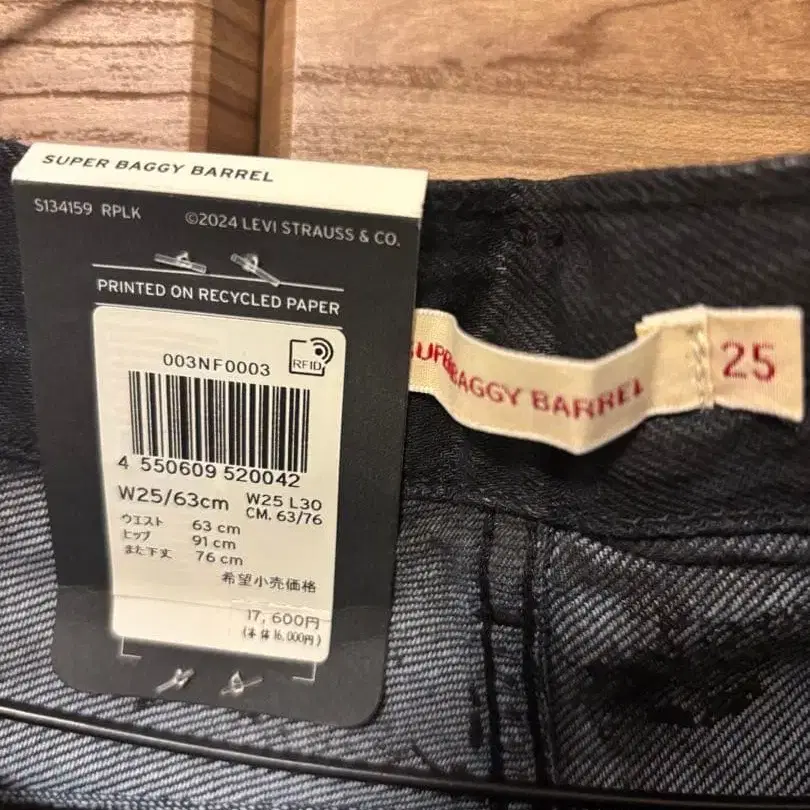 SUPER BAGGY BARREL
S134159 RPLK
©2024 LEVI STRAUSS & CO.
PRINTED ON RECYCLED PAPER
003NF0003
RFID
4 550609 520042
W25/63cm
W25 L30
CM. 63/76
ウエスト 63 cm
ヒップ 91 cm
また下丈 76 cm
希望小売価格
17,600円
(本体16,000円)
SUPER BAGGY BARREL
25